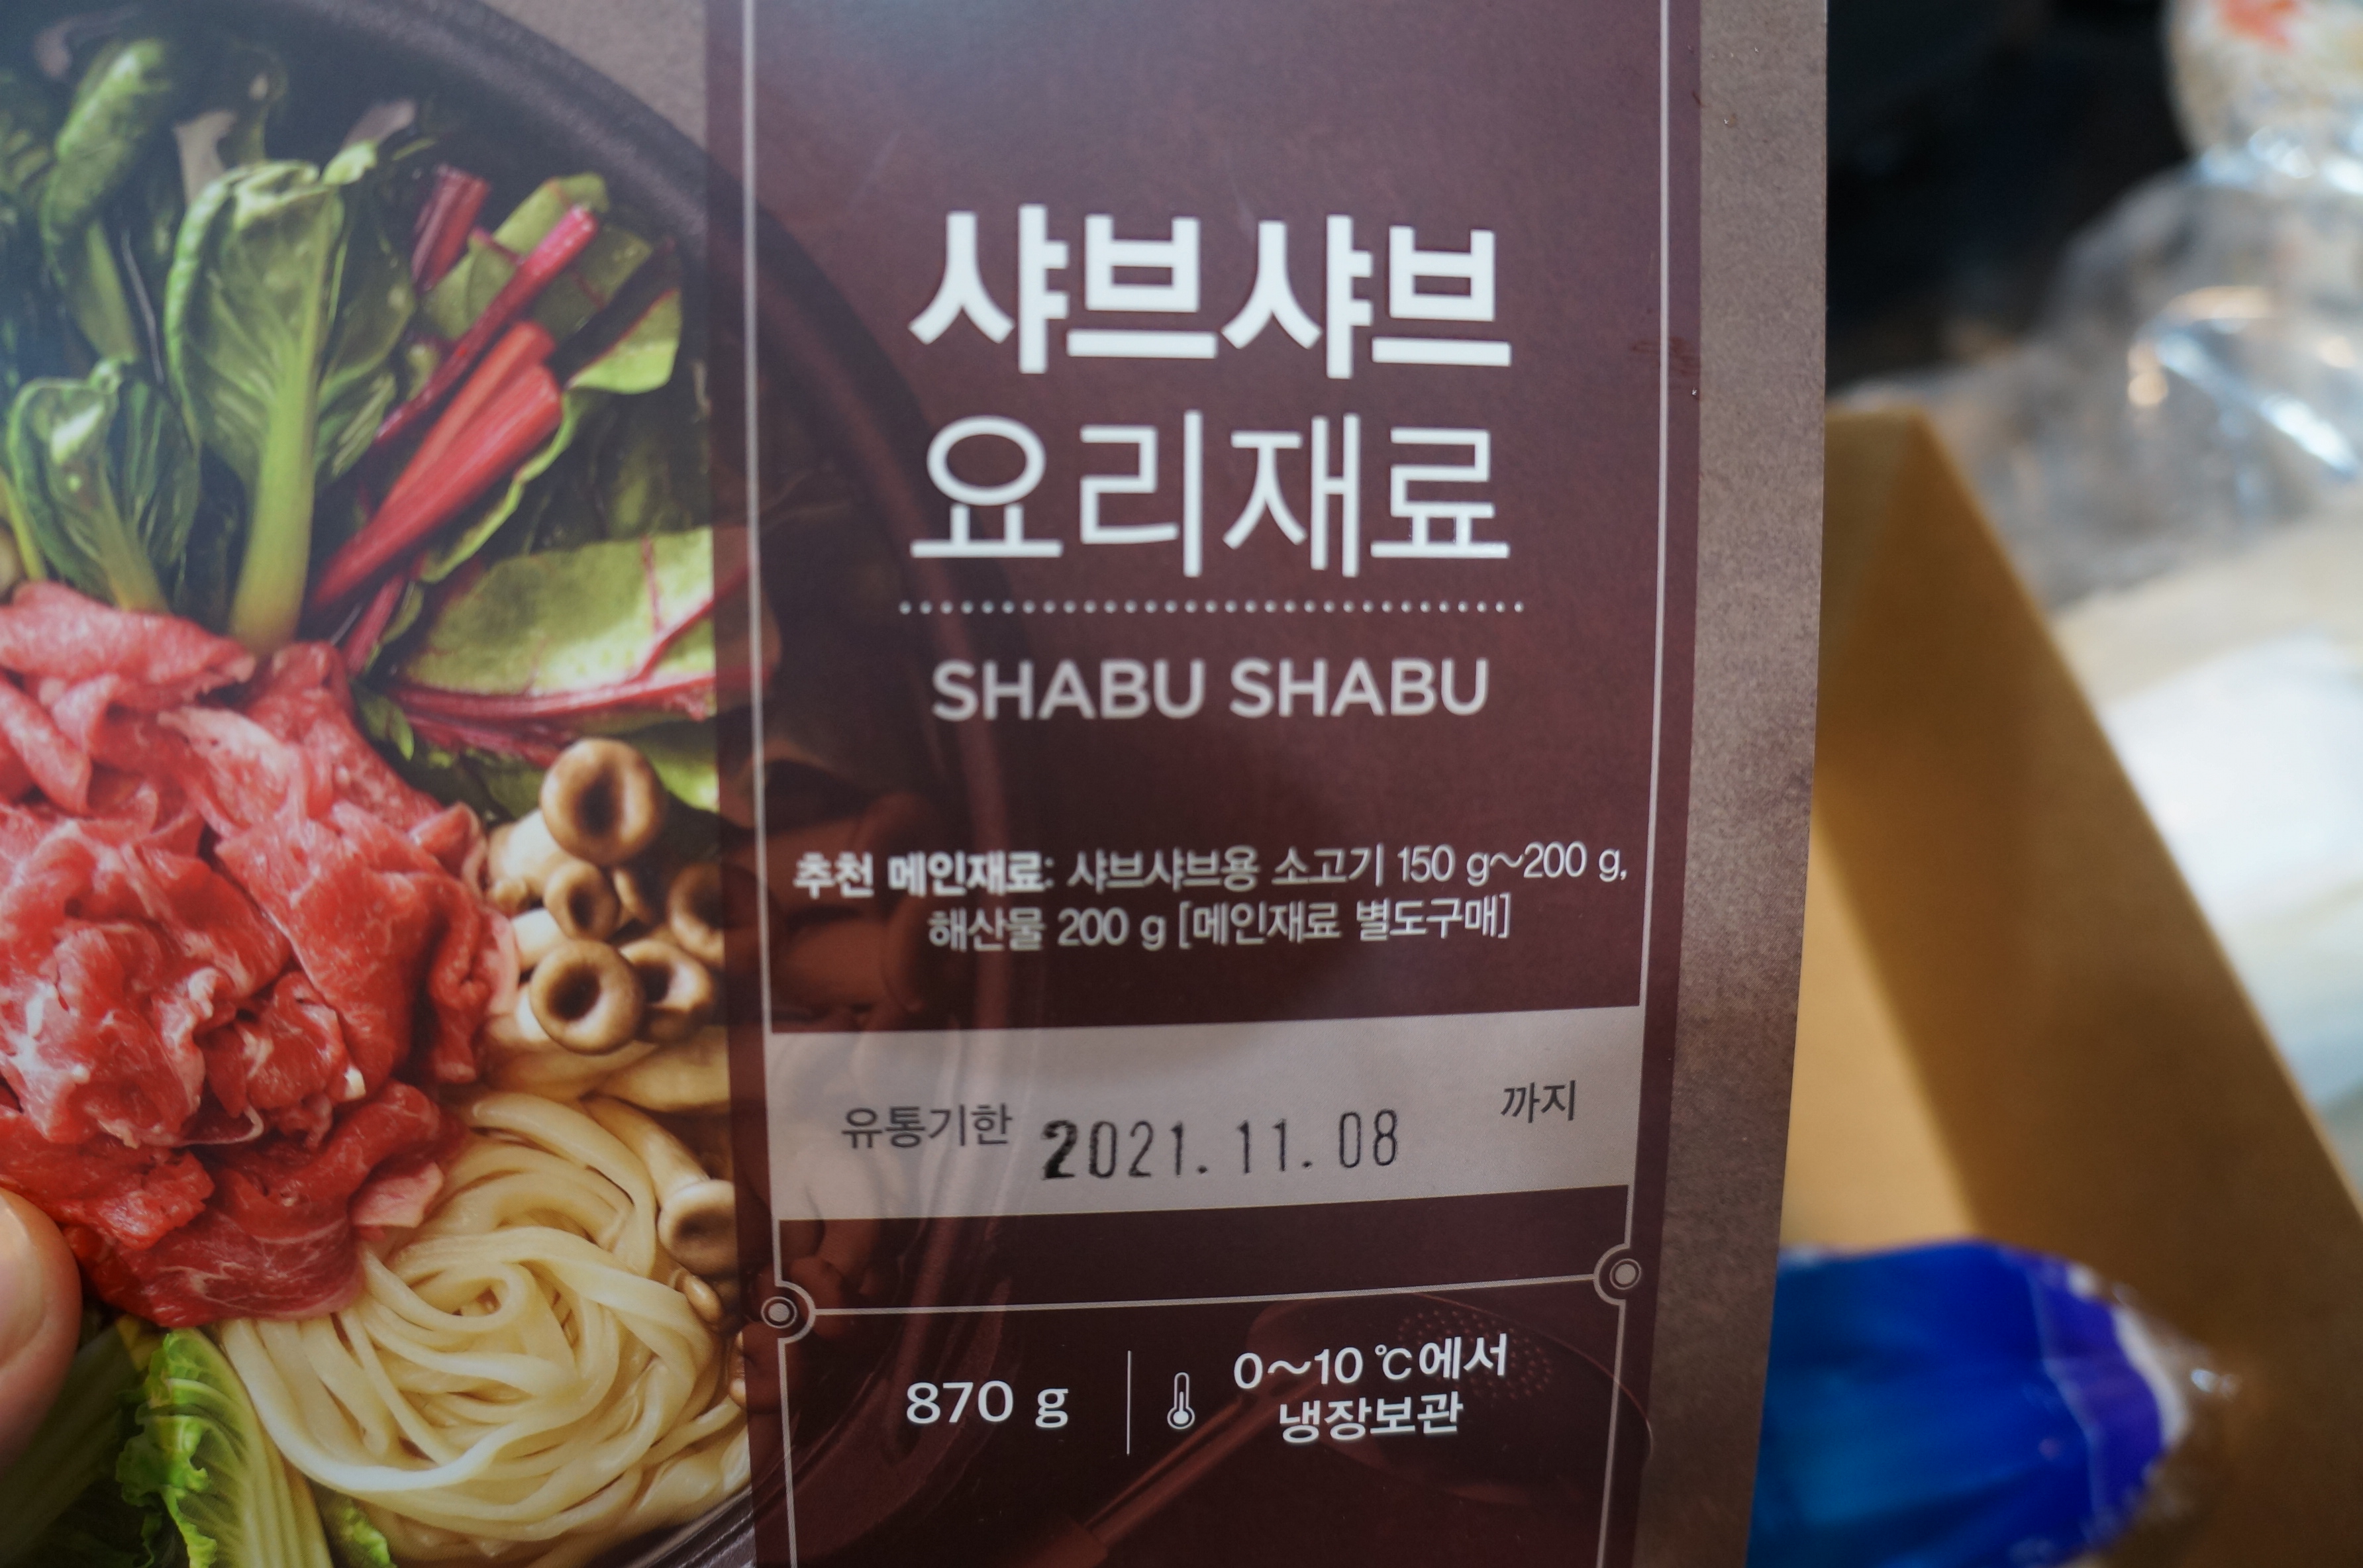 샤브샤브
요리재료
SHABU SHABU
추천 메인재료: 샤브샤브용 소고기 150 g~200 g,
해산물 200 g [메인재료 별도구매]
유통기한 2021.11.08 까지
870 g
0~10 ℃에서
냉장보관